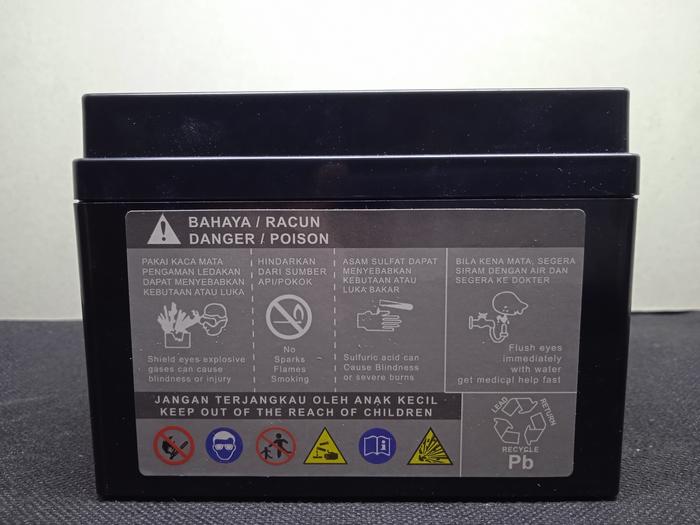 BAHAYA / RACUN
DANGER / POISON
PAKAI KACA MATA
PENGAMAN LEDAKAN
DAPAT MENYEBABKAN
KEBUTAAN ATAU LUKA
Shield eyes explosive
gases can cause
blindness or injury
HINDARKAN
DARI SUMBER
API/POKOK
No
Sparks
Flames
Smoking
ASAM SULFAT DAPAT
MENYEBABKAN
KEBUTAAN ATAU
LUKA BAKAR
Sulfuric acid can
Cause Blindness
or severe burns
BILA KENA MATA, SEGERA
SIRAM DENGAN AIR DAN
SEGERA KE DOKTER
Flush eyes
immediately
with water
get medical help fast
JANGAN TERJANGKAU OLEH ANAK KECIL
KEEP OUT OF THE REACH OF CHILDREN
LEAD
RETURN
RECYCLE
Pb